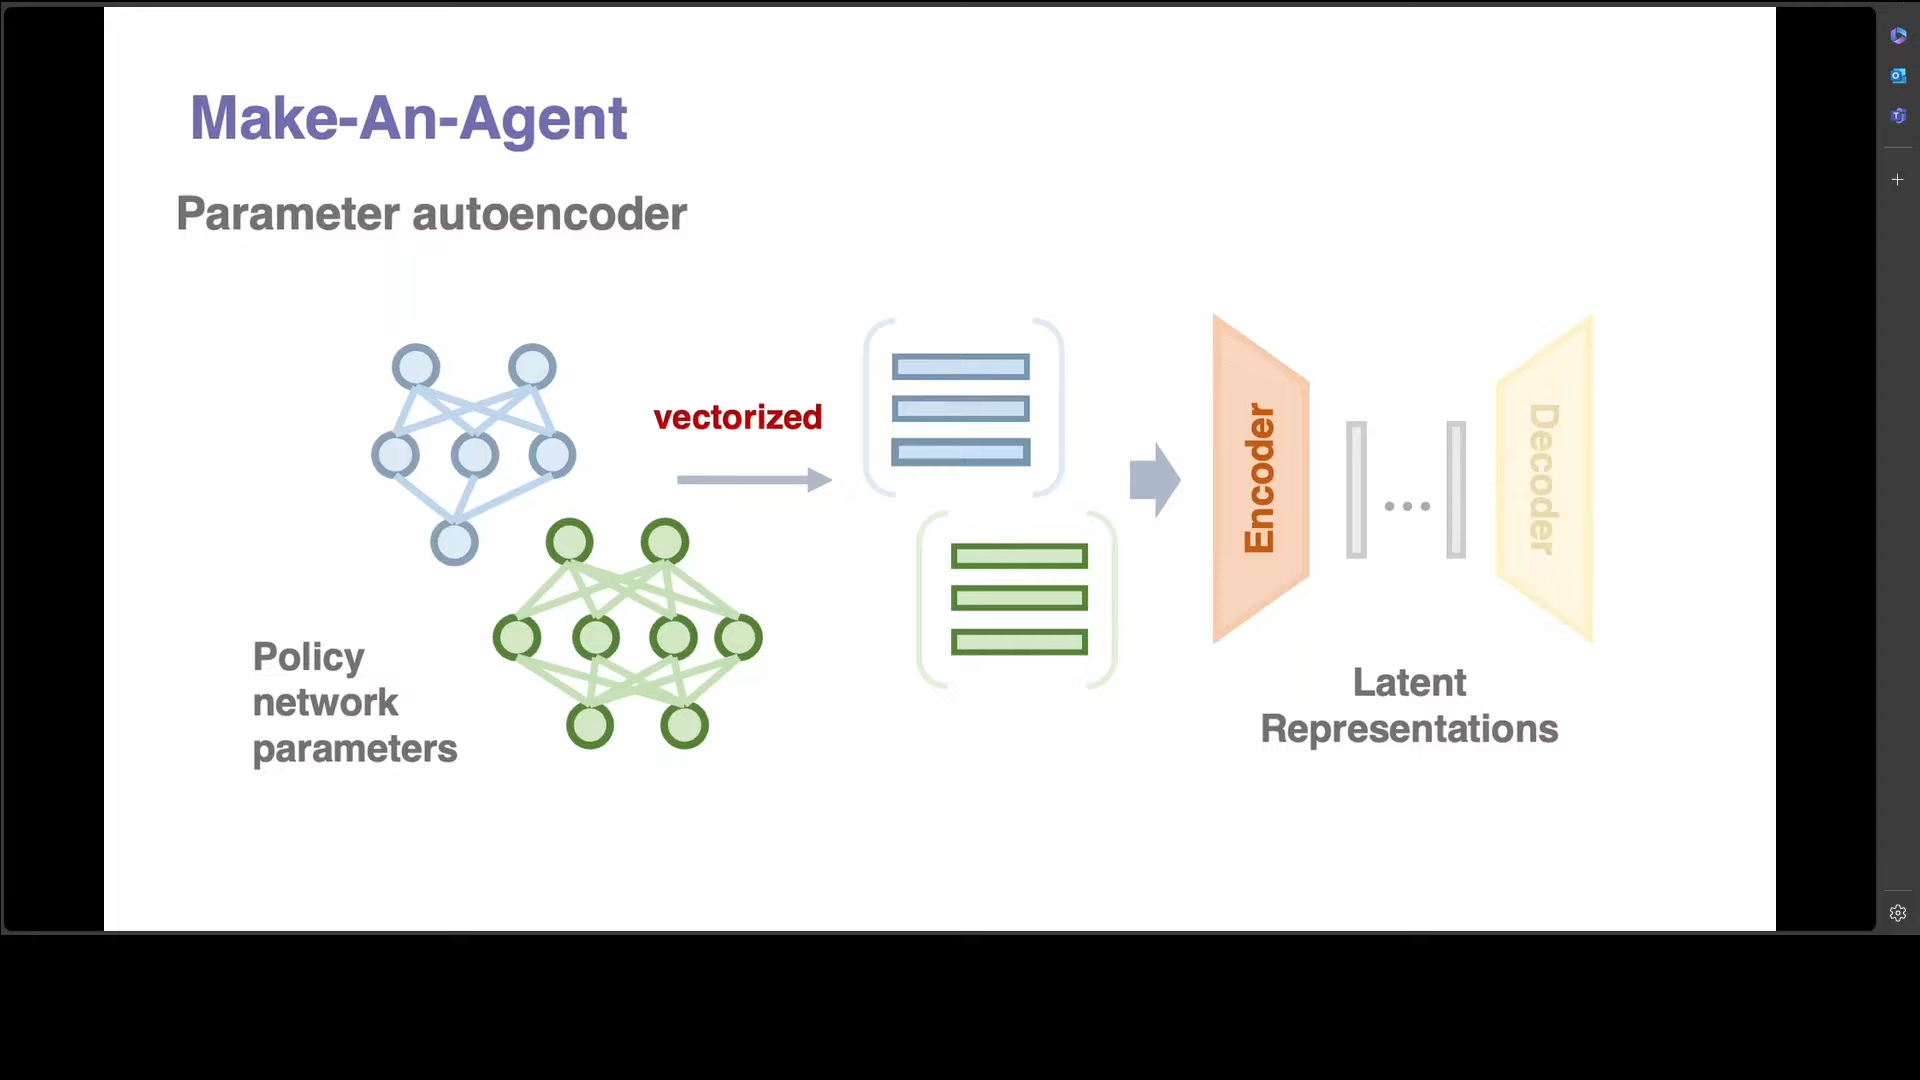 Make-An-Agent
Parameter autoencoder
vectorized
Policy
network
parameters
Encoder
Decoder
Latent
Representations